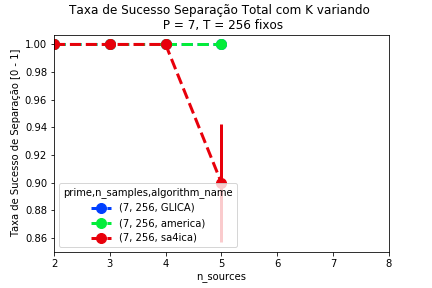 Taxa de Sucesso Separação Total com K variando
P = 7, T = 256 fixos
Taxa de Sucesso de Separação [0 - 1]
1.00
0.98
0.96
0.94
0.92
0.90
0.88
0.86
prime,n_samples,algorithm_name
(7, 256, GLICA)
(7, 256, america)
(7, 256, sa4ica)
2 3 4 5 6 7 8
n_sources